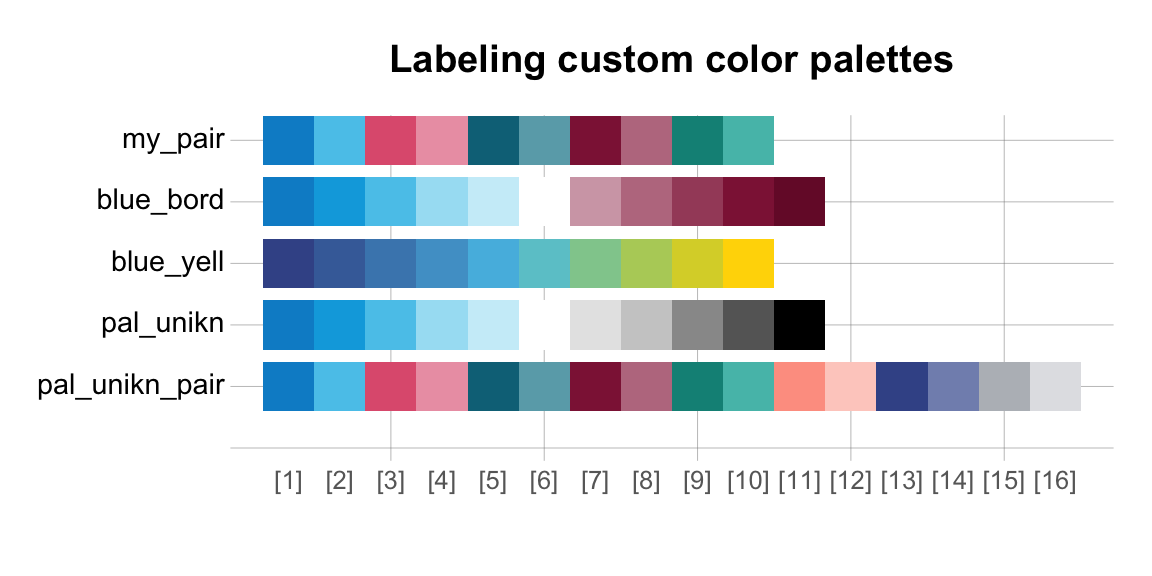 Labeling custom color palettes
my_pair
blue_bord
blue_yell
pal_unikn
pal_unikn_pair
[1] [2] [3] [4] [5] [6] [7] [8] [9] [10] [11] [12] [13] [14] [15] [16]